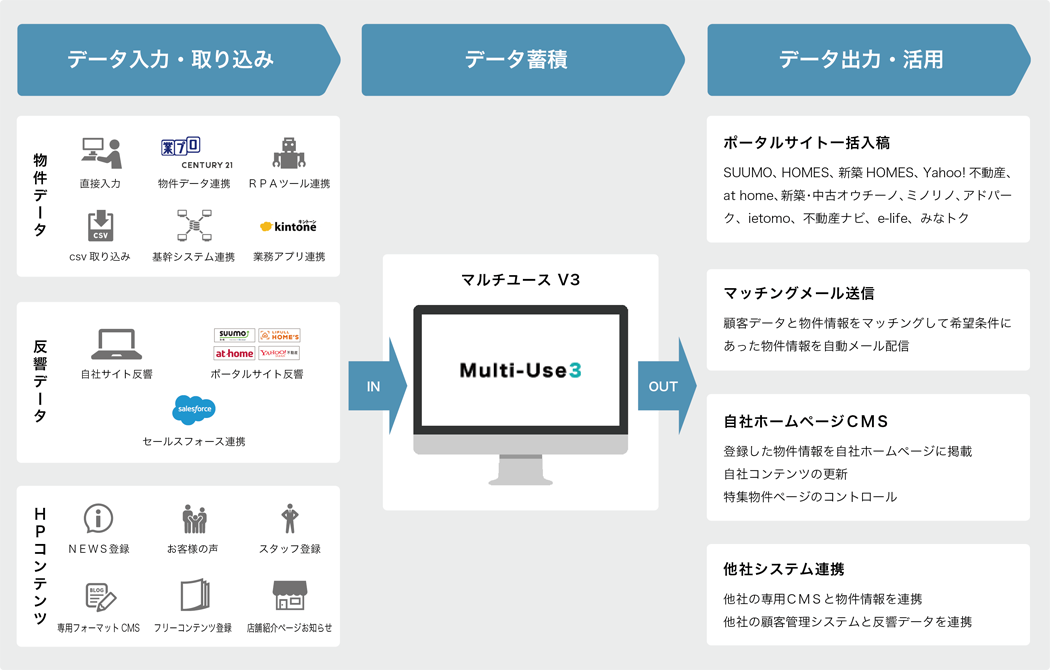 データ入力・取り込み
データ蓄積
データ出力・活用
物件データ
業プロ
CENTURY 21
直接入力
物件データ連携
RPAツール連携
CSV
kintone
キントーン
csv 取り込み
基幹システム連携
業務アプリ連携
反響データ
suumo
LIFULL HOME'S
at home
YAHOO! 不動産
自社サイト反響
ポータルサイト反響
salesforce
セールスフォース連携
HPコンテンツ
NEWS登録
お客様の声
スタッフ登録
BLOG
専用フォーマット CMS
フリーコンテンツ登録
店舗紹介ページお知らせ
IN
マルチユース V3
Multi-Use3
OUT
ポータルサイト一括入稿
SUUMO、HOMES、新築 HOMES、Yahoo! 不動産、
at home、新築・中古オウチーノ、ミノリノ、アドパー
ク、ietomo、不動産ナビ、e-life、みなトク
マッチングメール送信
顧客データと物件情報をマッチングして希望条件に
あった物件情報を自動メール配信
自社ホームページCMS
登録した物件情報を自社ホームページに掲載
自社コンテンツの更新
特集物件ページのコントロール
他社システム連携
他社の専用CMSと物件情報を連携
他社の顧客管理システムと反響データを連携